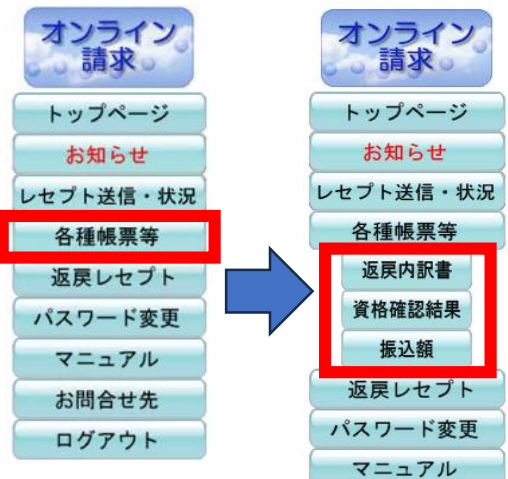 オンライン
請求
トップページ
お知らせ
レセプト送信・状況
各種帳票等
返戻レセプト
パスワード変更
マニュアル
お問合せ先
ログアウト
オンライン
請求
トップページ
お知らせ
レセプト送信・状況
各種帳票等
返戻内訳書
資格確認結果
振込額
返戻レセプト
パスワード変更
マニュアル